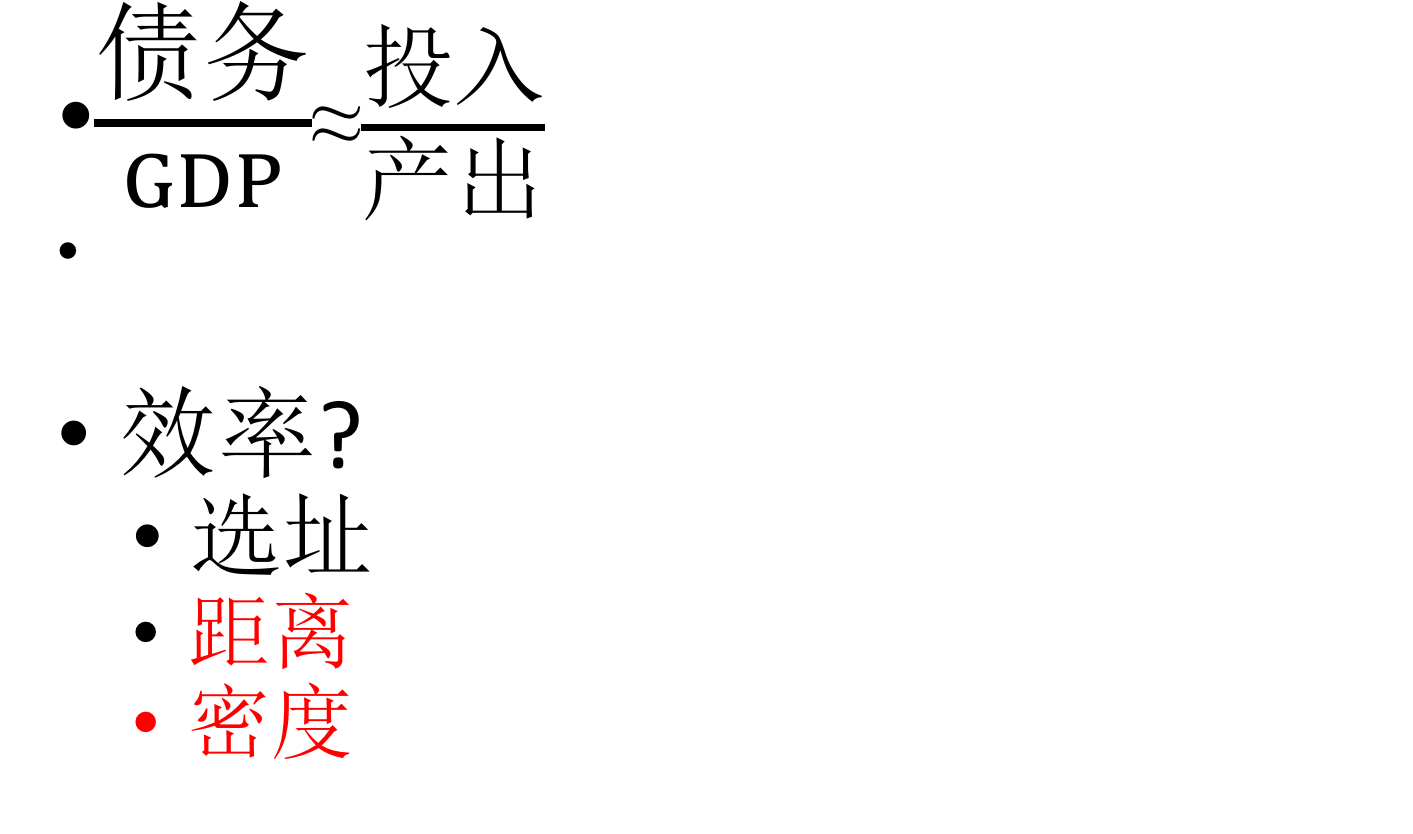 • 债务/GDP≈投入/产出
•
• 效率?
• 选址
• 距离
• 密度